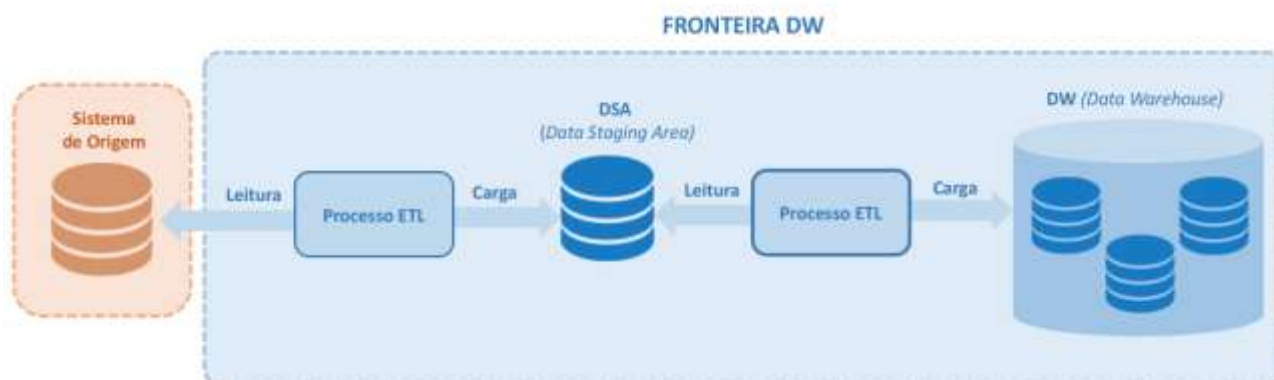 FRONTEIRA DW
Sistema
de Origem
DSA
(Data Staging Area)
DW (Data Warehouse)
Leitura
Processo ETL
Carga
Leitura
Processo ETL
Carga